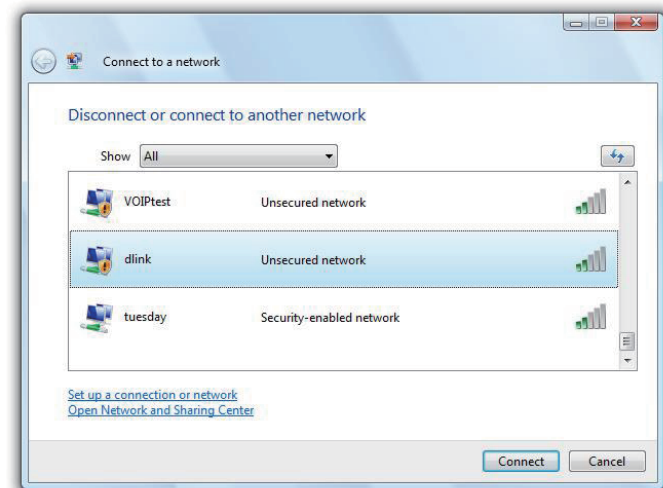 Connect to a network
Disconnect or connect to another network
Show All
VOIPtest Unsecured network
dlink Unsecured network
tuesday Security-enabled network
Set up a connection or network
Open Network and Sharing Center
Connect Cancel